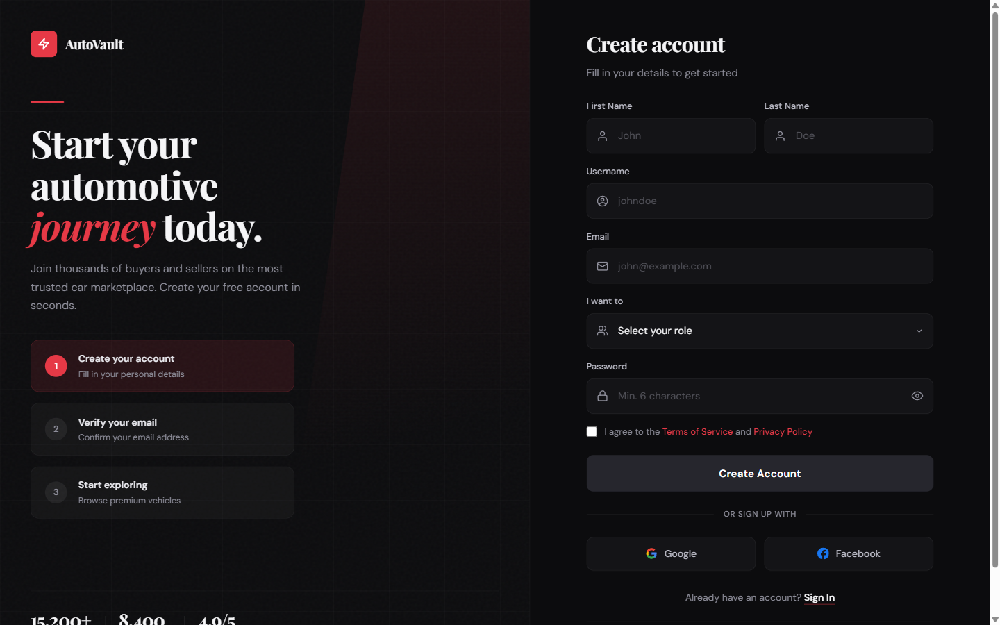 AutoVault
Start your
automotive
journey today.
Join thousands of buyers and sellers on the most
trusted car marketplace. Create your free account in
seconds.
1
Create your account
Fill in your personal details
2
Verify your email
Confirm your email address
3
Start exploring
Browse premium vehicles
15,200+ 8,400 4.9/5
Create account
Fill in your details to get started
First Name Last Name
John Doe
Username
johndoe
Email
john@example.com
I want to
Select your role
Password
Min. 6 characters
I agree to the Terms of Service and Privacy Policy
Create Account
OR SIGN UP WITH
Google Facebook
Already have an account? Sign In